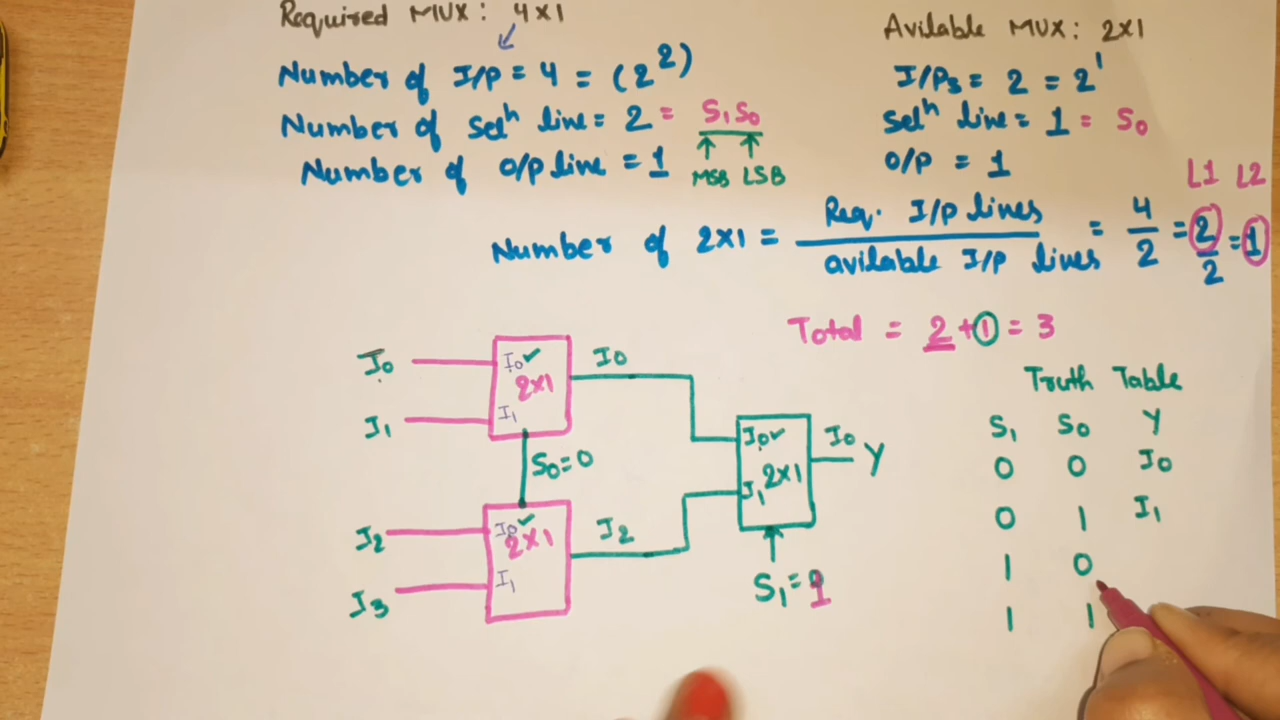 Required MUX: 4x1
Number of I/P = 4 = (2²)
Number of selⁿ line = 2 = S₁S₀
MSB LSB
Number of o/p line = 1
Avilable MUX: 2x1
I/Ps = 2 = 2¹
selⁿ line = 1 = S₀
O/P = 1
L1 L2
Number of 2x1 = Req. I/p lines / avilable I/p lines = 4/2 = 2/2 = 1
Total = 2+1 = 3
I₀ I₀ 2x1 I₀
I₁ I₁
S₀=0
I₂ I₀ 2x1 I₂
I₃ I₁
I₀ I₁ 2x1 I₀ Y
S₁= 1
Truth Table
S₁ S₀ Y
0 0 I₀
0 1 I₁
1 0
1 1